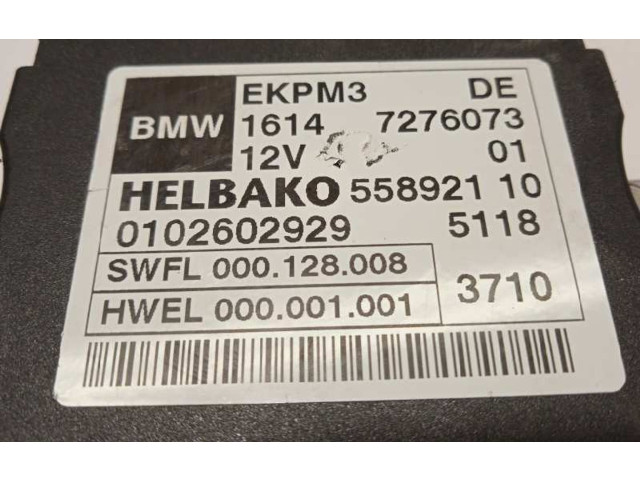 BMW
EKPM3 DE
1614 7276073
12V 01
HELBAKO 558921 10
0102602929 5118
SWFL 000.128.008
HWEL 000.001.001
3710